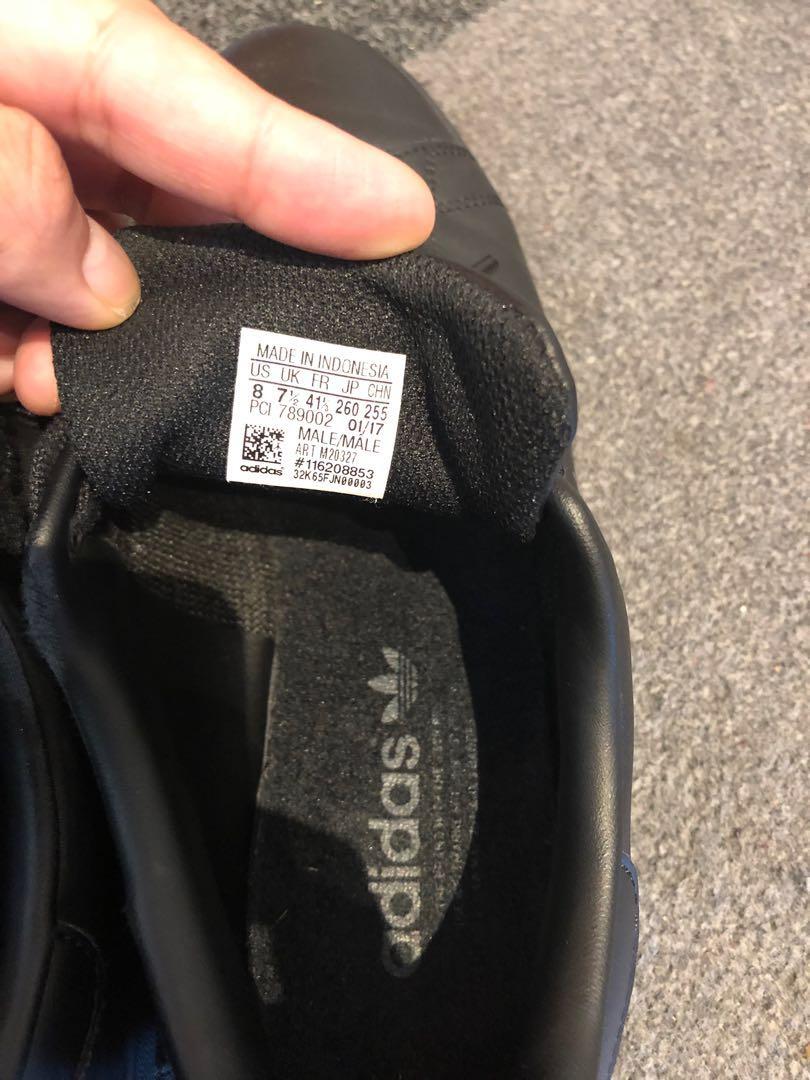 MADE IN INDONESIA
US UK FR JP CHN
8 7½ 41⅓ 260 255
PCI 789002 01/17
MALE/MALE
ART M20327
#116208853
adidas 32K65FJN00003
adidas